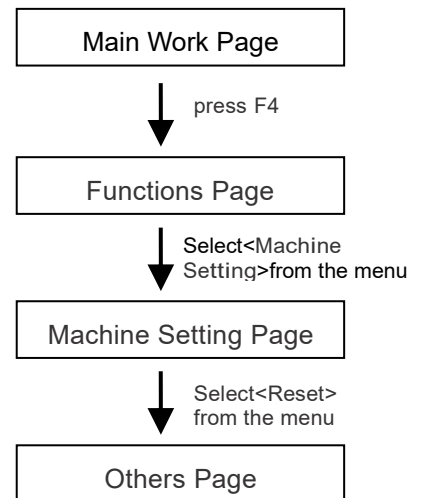 Main Work Page
press F4
Functions Page
Select<Machine
Setting>from the menu
Machine Setting Page
Select<Reset>
from the menu
Others Page